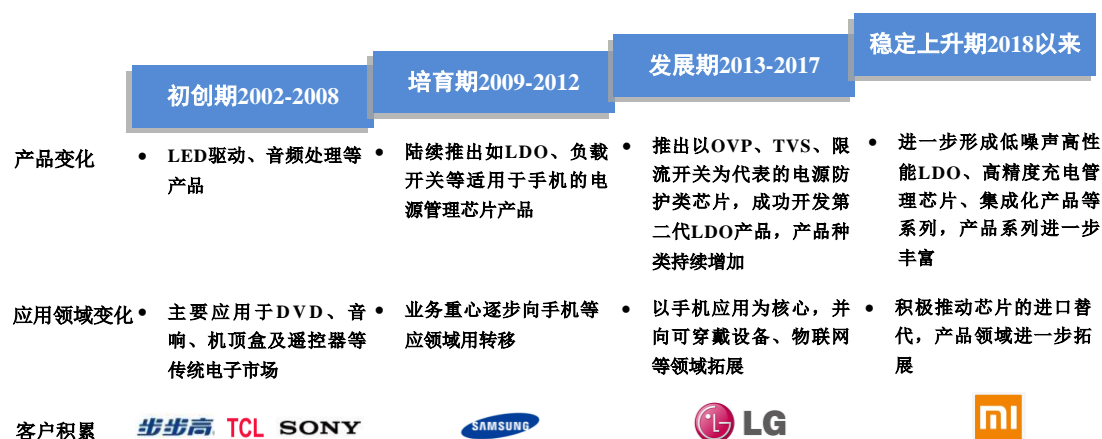 初创期2002-2008
培育期2009-2012
发展期2013-2017
稳定上升期2018以来
产品变化
• LED驱动、音频处理等
产品
• 陆续推出如LDO、负载
开关等适用于手机的电
源管理芯片产品
• 推出以OVP、TVS、限
流开关为代表的电源防
护类芯片，成功开发第
二代LDO产品，产品种
类持续增加
• 进一步形成低噪声高性
能LDO、高精度充电管
理芯片、集成化产品等
系列，产品系列进一步
丰富
应用领域变化
• 主要应用于DVD、音
响、机顶盒及遥控器等
传统电子市场
• 业务重心逐步向手机等
应领域用转移
• 以手机应用为核心，并
向可穿戴设备、物联网
等领域拓展
• 积极推动芯片的进口替
代，产品领域进一步拓
展
客户积累
步步高 TCL SONY
SAMSUNG
LG
MI